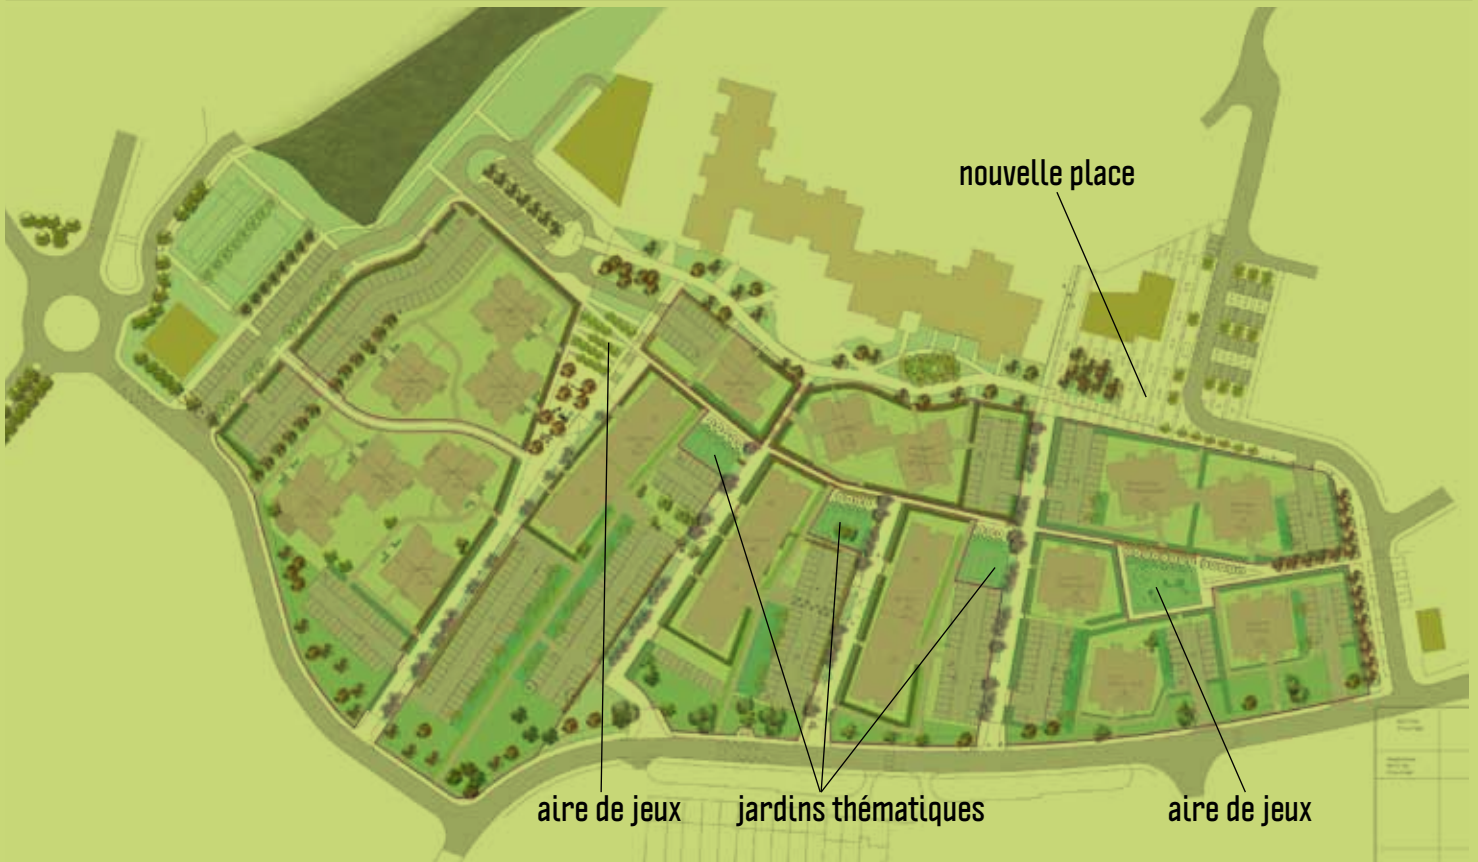 nouvelle place
aire de jeux
jardins thématiques
aire de jeux